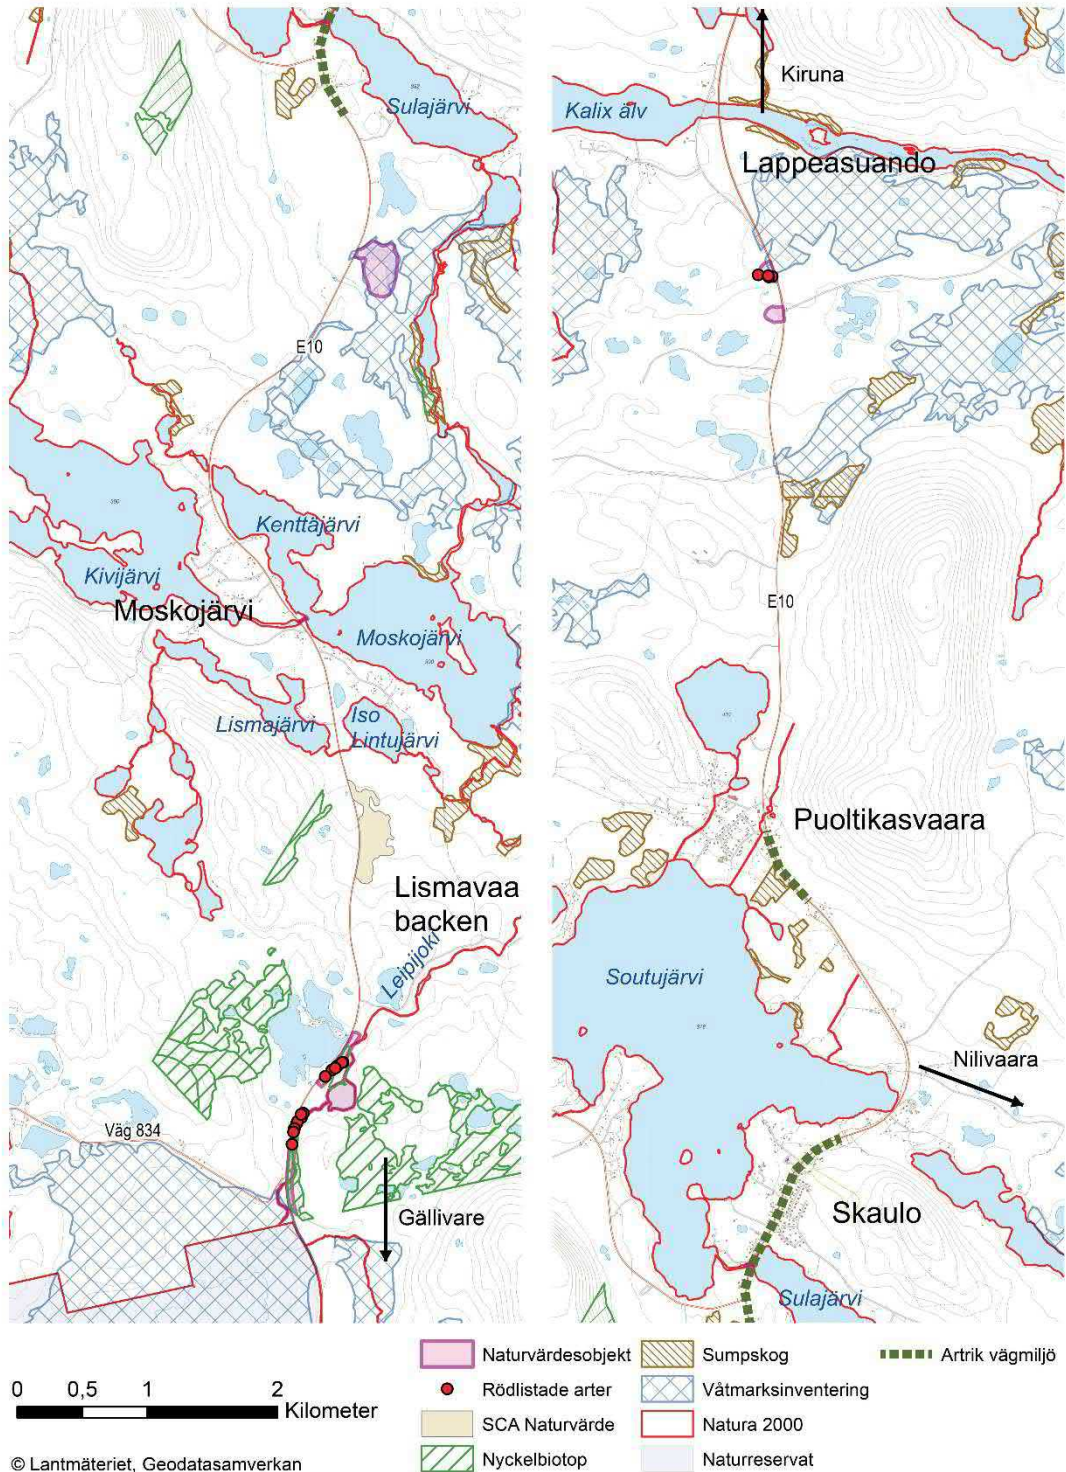 Sulajärvi
E10
Kenttäjärvi
Kivijärvi
Moskojärvi
Moskojärvi
Lismajärvi
Iso
Lintujärvi
Lismavaa
backen
Leipijoki
Väg 834
Gällivare
Kiruna
Kalix älv
Lappeasuando
E10
Puoltikasvaara
Soutujärvi
Nilivaara
Skaulo
Sulajärvi
0 0,5 1 2
Kilometer
© Lantmäteriet, Geodatasamverkan
Naturvärdesobjekt
Rödlistade arter
SCA Naturvärde
Nyckelbiotop
Sumpskog
Våtmarksinventering
Natura 2000
Naturreservat
Artrik vägmiljö